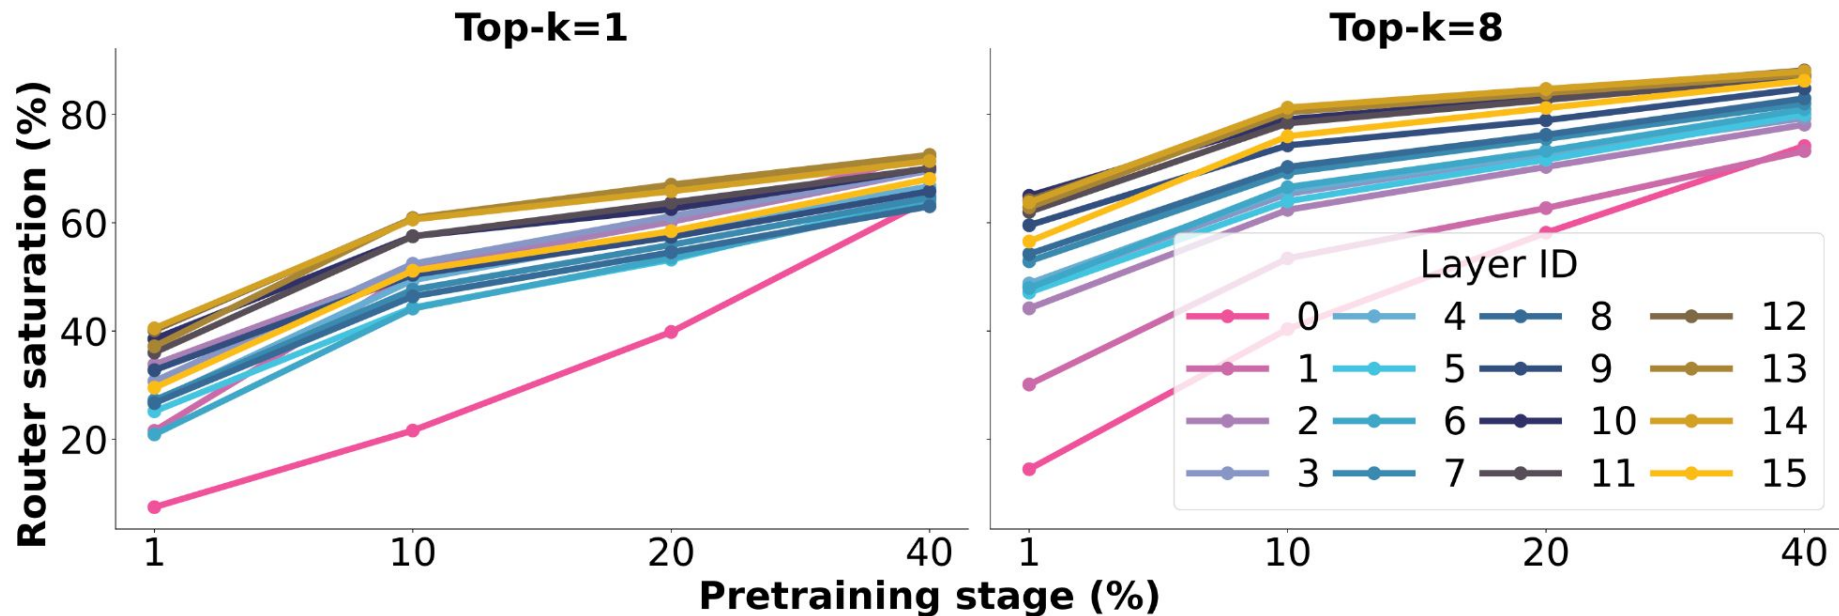 Top-k=1
Top-k=8
Router saturation (%)
80
60
40
20
1 10 20 40
1 10 20 40
Pretraining stage (%)
Layer ID
0 4 8 12
1 5 9 13
2 6 10 14
3 7 11 15